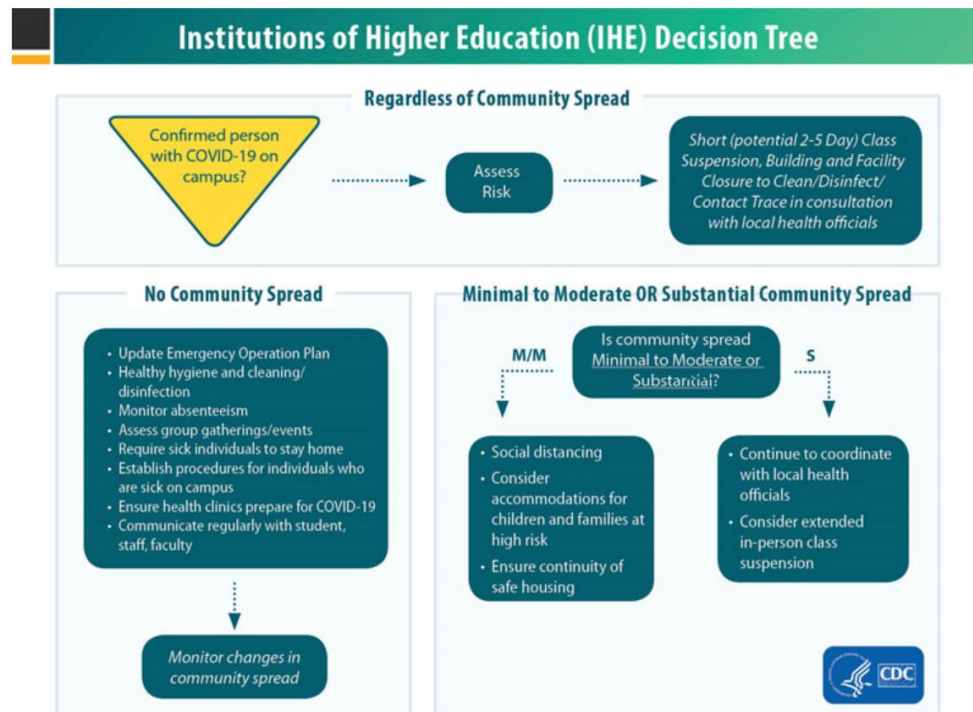 Institutions of Higher Education (IHE) Decision Tree
Regardless of Community Spread
Confirmed person
with COVID-19 on
campus?
Assess
Risk
Short (potential 2-5 Day) Class
Suspension, Building and Facility
Closure to Clean/Disinfect/
Contact Trace in consultation
with local health officials
No Community Spread
• Update Emergency Operation Plan
• Healthy hygiene and cleaning/
disinfection
• Monitor absenteeism
• Assess group gatherings/events
• Require sick individuals to stay home
• Establish procedures for individuals who
are sick on campus
• Ensure health clinics prepare for COVID-19
• Communicate regularly with student,
staff, faculty
Monitor changes in
community spread
Minimal to Moderate OR Substantial Community Spread
Is community spread
Minimal to Moderate or
Substantial?
M/M
S
• Social distancing
• Consider
accommodations for
children and families at
high risk
• Ensure continuity of
safe housing
• Continue to coordinate
with local health
officials
• Consider extended
in-person class
suspension
CDC